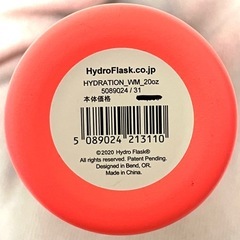 HydroFlask.co.jp
HYDRATION_WM_20oz
5089024 / 31
本体価格
5 089024 213110
©2020 Hydro Flask®
All rights reserved. Patent Pending.
Designed in Bend, OR.
Made in China.